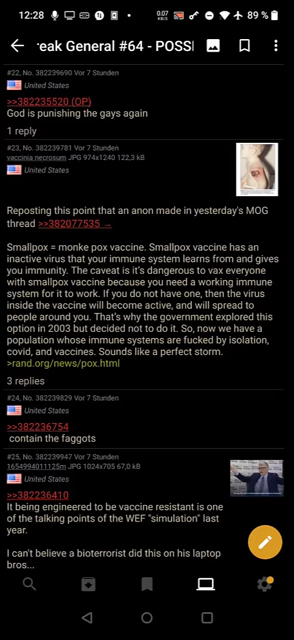 12:28
0.07
KB/s
89 %
reak General #64 - POSSI
#22, No. 382239690 Vor 7 Stunden
United States
>>382235520 (OP)
God is punishing the gays again
1 reply
#23, No. 382239781 Vor 7 Stunden
vaccinia necrosum JPG 974x1240 122,3 kB
United States
Reposting this point that an anon made in yesterday's MOG
thread >>382077535 →
Smallpox = monke pox vaccine. Smallpox vaccine has an
inactive virus that your immune system learns from and gives
you immunity. The caveat is it's dangerous to vax everyone
with smallpox vaccine because you need a working immune
system for it to work. If you do not have one, then the virus
inside the vaccine will become active, and will spread to
people around you. That's why the government explored this
option in 2003 but decided not to do it. So, now we have a
population whose immune systems are fucked by isolation,
covid, and vaccines. Sounds like a perfect storm.
>rand.org/news/pox.html
3 replies
#24, No. 382239829 Vor 7 Stunden
United States
>>382236754
contain the faggots
#25, No. 382239947 Vor 7 Stunden
1654994011125m JPG 1024x705 67,0 kB
United States
>>382236410
It being engineered to be vaccine resistant is one
of the talking points of the WEF "simulation" last
year.
I can't believe a bioterrorist did this on his laptop
bros...